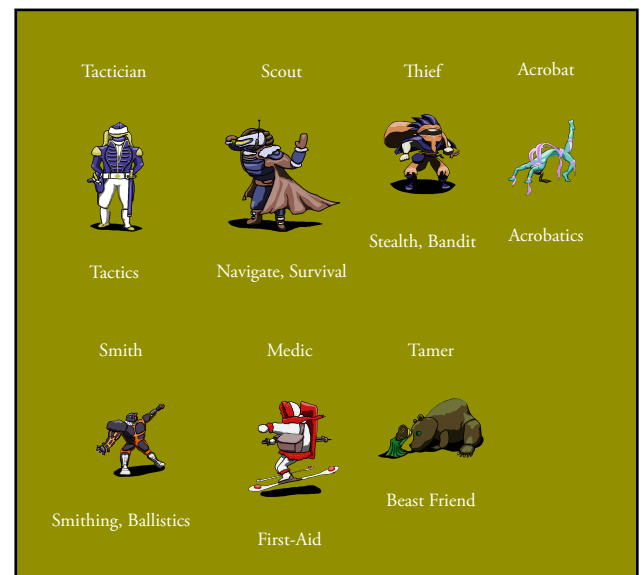 Tactician
Scout
Thief
Acrobat
Tactics
Navigate, Survival
Stealth, Bandit
Acrobatics
Smith
Medic
Tamer
Smithing, Ballistics
First-Aid
Beast Friend